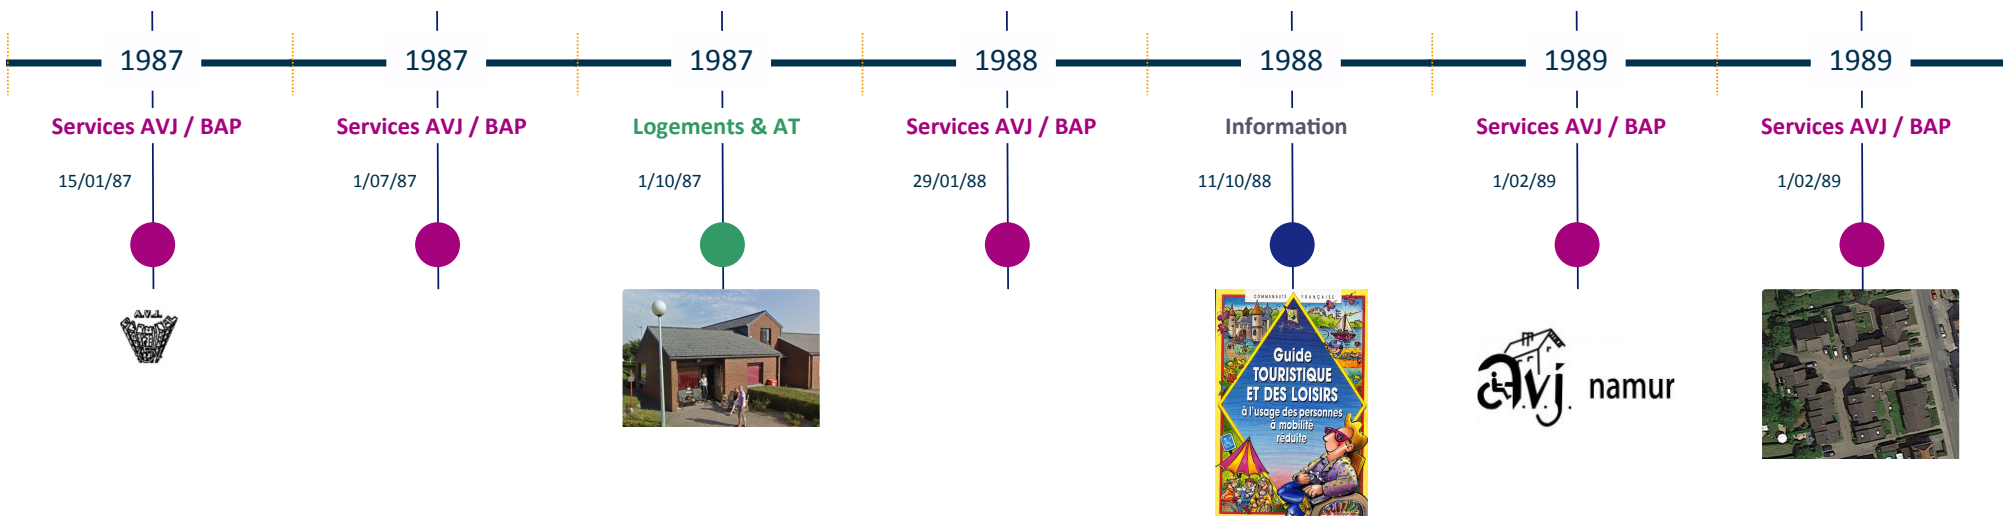 1987
1987
1987
1988
1988
1989
1989
Services AVJ / BAP
Services AVJ / BAP
Logements & AT
Services AVJ / BAP
Information
Services AVJ / BAP
Services AVJ / BAP
15/01/87
1/07/87
1/10/87
29/01/88
11/10/88
1/02/89
1/02/89
A.V.J.
COMMUNAUTÉ FRANÇAISE
Guide
TOURISTIQUE
ET DES LOISIRS
à l'usage des personnes
à mobilité
réduite
a.v.j. namur